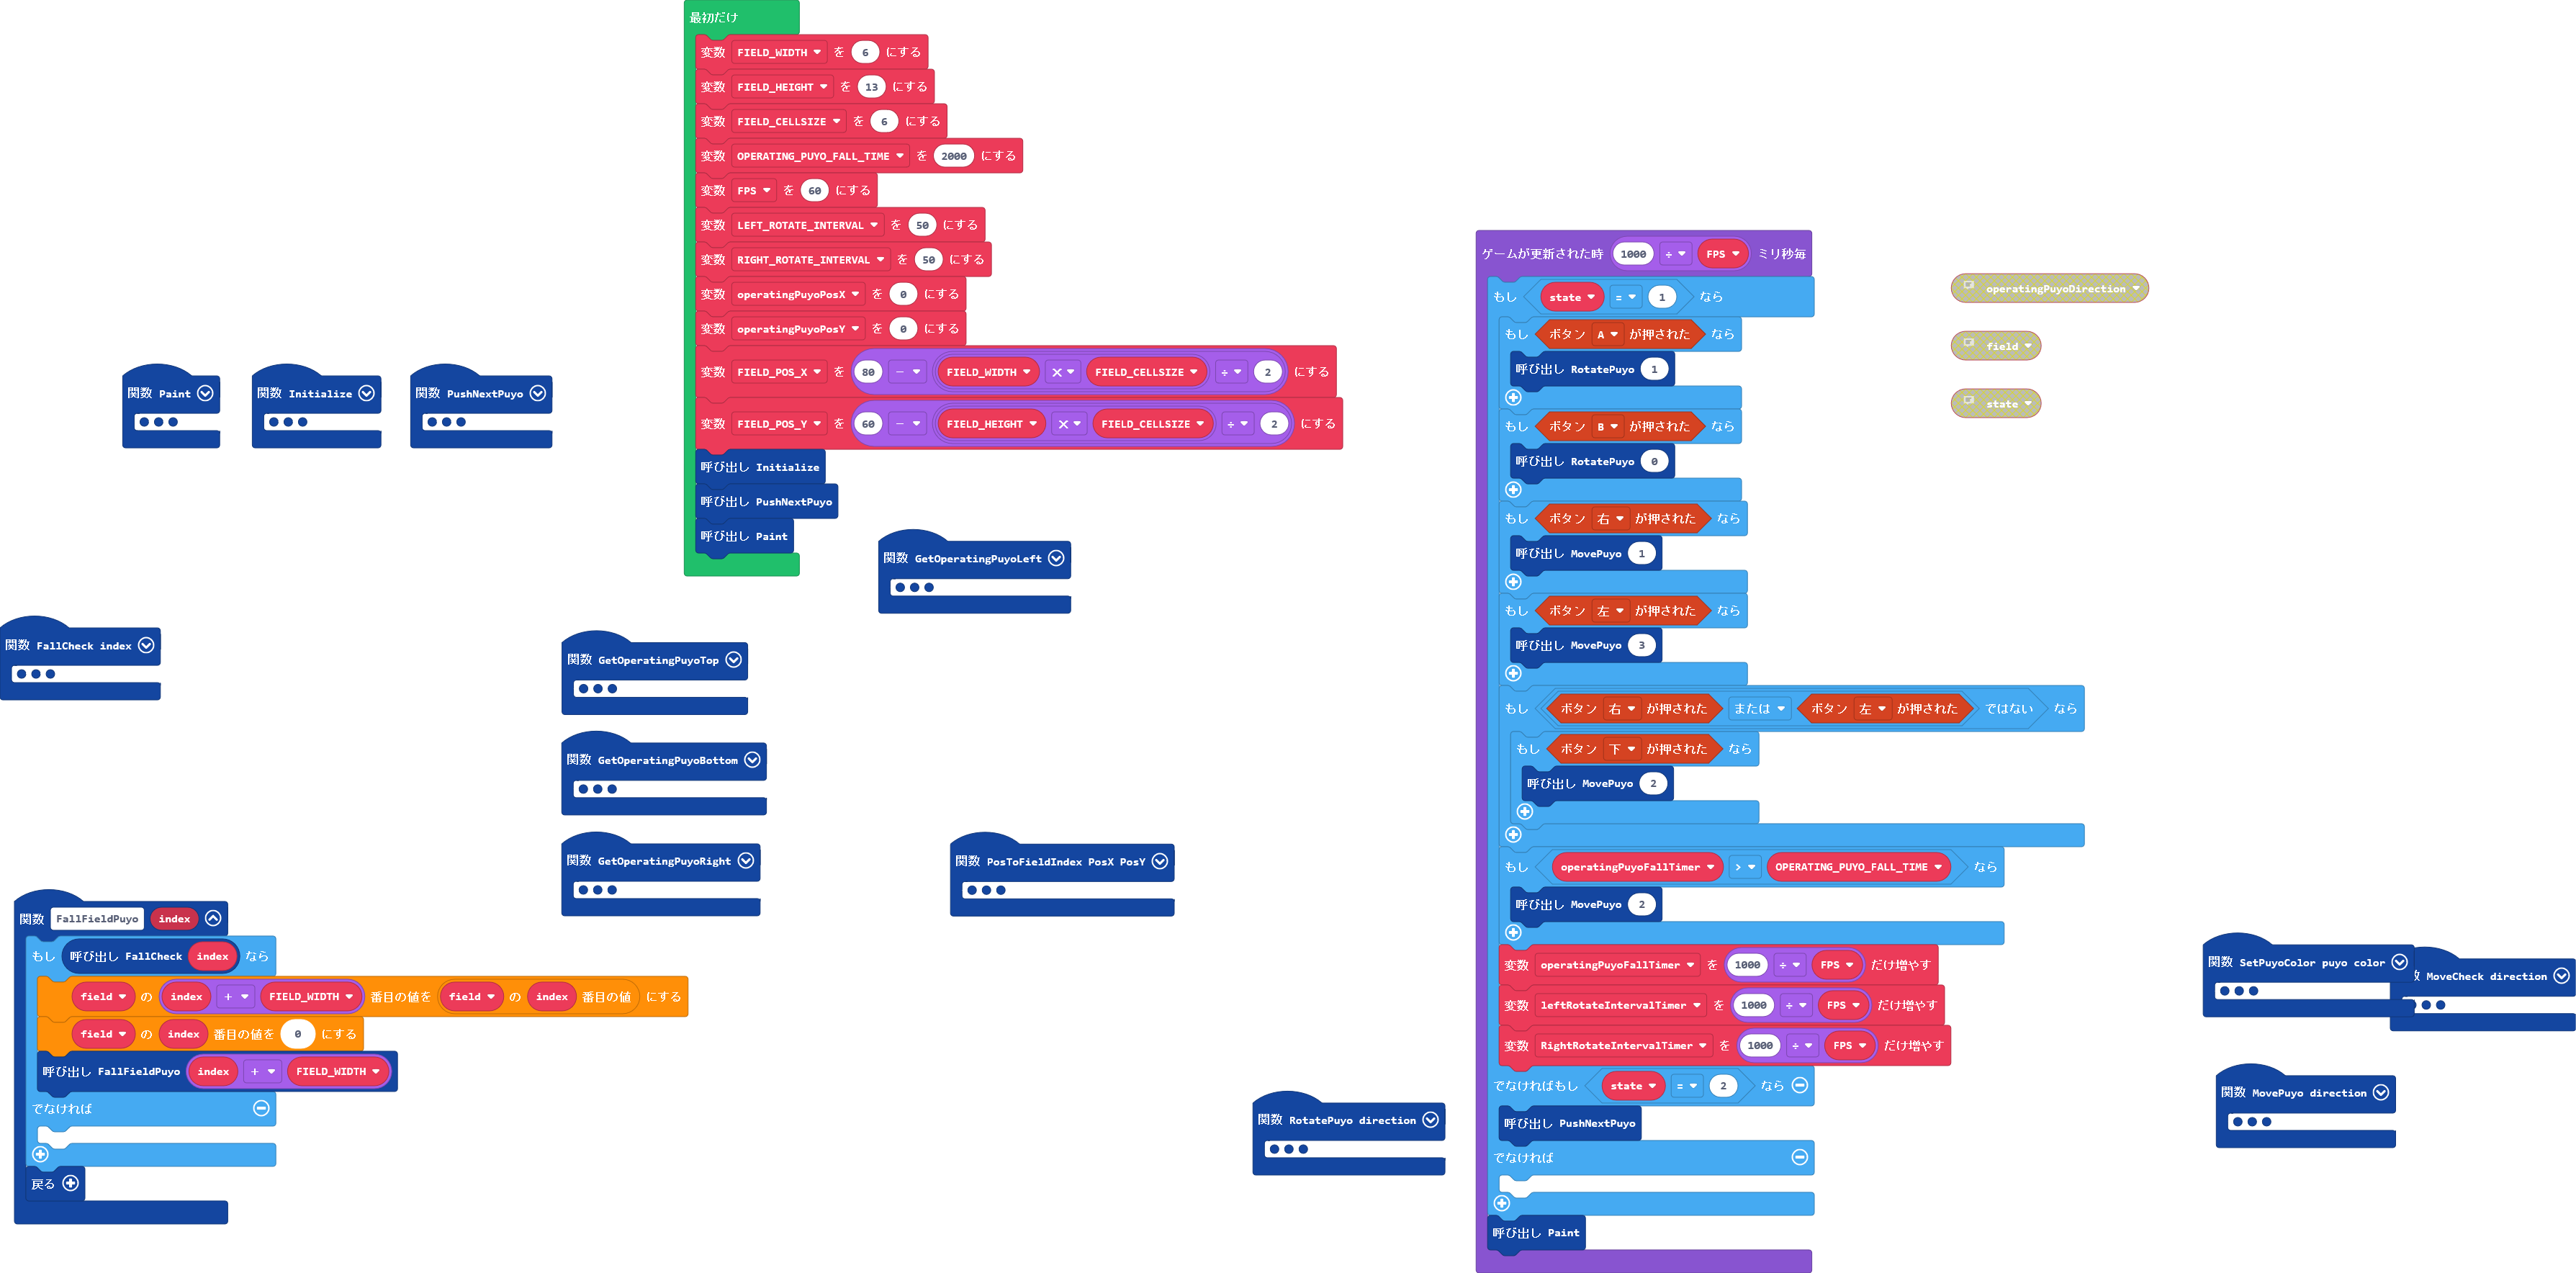 最初だけ
変数 FIELD_WIDTH を 6 にする
変数 FIELD_HEIGHT を 13 にする
変数 FIELD_CELLSIZE を 6 にする
変数 OPERATING_PUYO_FALL_TIME を 2000 にする
変数 FPS を 60 にする
変数 LEFT_ROTATE_INTERVAL を 50 にする
変数 RIGHT_ROTATE_INTERVAL を 50 にする
変数 operatingPuyoPosX を 0 にする
変数 operatingPuyoPosY を 0 にする
変数 FIELD_POS_X を 80 - FIELD_WIDTH × FIELD_CELLSIZE ÷ 2 にする
変数 FIELD_POS_Y を 60 - FIELD_HEIGHT × FIELD_CELLSIZE ÷ 2 にする
呼び出し Initialize
呼び出し PushNextPuyo
呼び出し Paint
関数 Paint
関数 Initialize
関数 PushNextPuyo
関数 GetOperatingPuyoLeft
関数 FallCheck index
関数 GetOperatingPuyoTop
関数 GetOperatingPuyoBottom
関数 GetOperatingPuyoRight
関数 PosToFieldIndex PosX PosY
関数 FallFieldPuyo index
もし 呼び出し FallCheck index なら
field の index + FIELD_WIDTH 番目の値を field の index 番目の値 にする
field の index 番目の値を 0 にする
呼び出し FallFieldPuyo index + FIELD_WIDTH
でなければ
戻る
関数 RotatePuyo direction
ゲームが更新された時 1000 ÷ FPS ミリ秒毎
もし state = 1 なら
もし ボタン A が押された なら
呼び出し RotatePuyo 1
もし ボタン B が押された なら
呼び出し RotatePuyo 0
もし ボタン 右 が押された なら
呼び出し MovePuyo 1
もし ボタン 左 が押された なら
呼び出し MovePuyo 3
もし ボタン 右 が押された または ボタン 左 が押された ではない なら
もし ボタン 下 が押された なら
呼び出し MovePuyo 2
もし operatingPuyoFallTimer > OPERATING_PUYO_FALL_TIME なら
呼び出し MovePuyo 2
変数 operatingPuyoFallTimer を 1000 ÷ FPS だけ増やす
変数 leftRotateIntervalTimer を 1000 ÷ FPS だけ増やす
変数 RightRotateIntervalTimer を 1000 ÷ FPS だけ増やす
でなければもし state = 2 なら
呼び出し PushNextPuyo
でなければ
呼び出し Paint
operatingPuyoDirection
field
state
関数 SetPuyoColor puyo color
数 MoveCheck direction
関数 MovePuyo direction